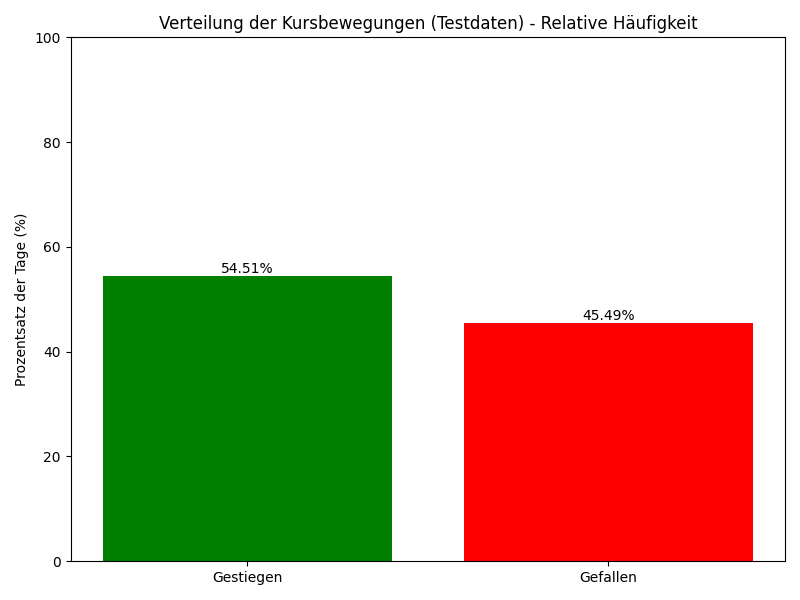 Verteilung der Kursbewegungen (Testdaten) - Relative Häufigkeit
Prozentsatz der Tage (%)
100
80
60
40
20
0
54.51%
45.49%
Gestiegen
Gefallen